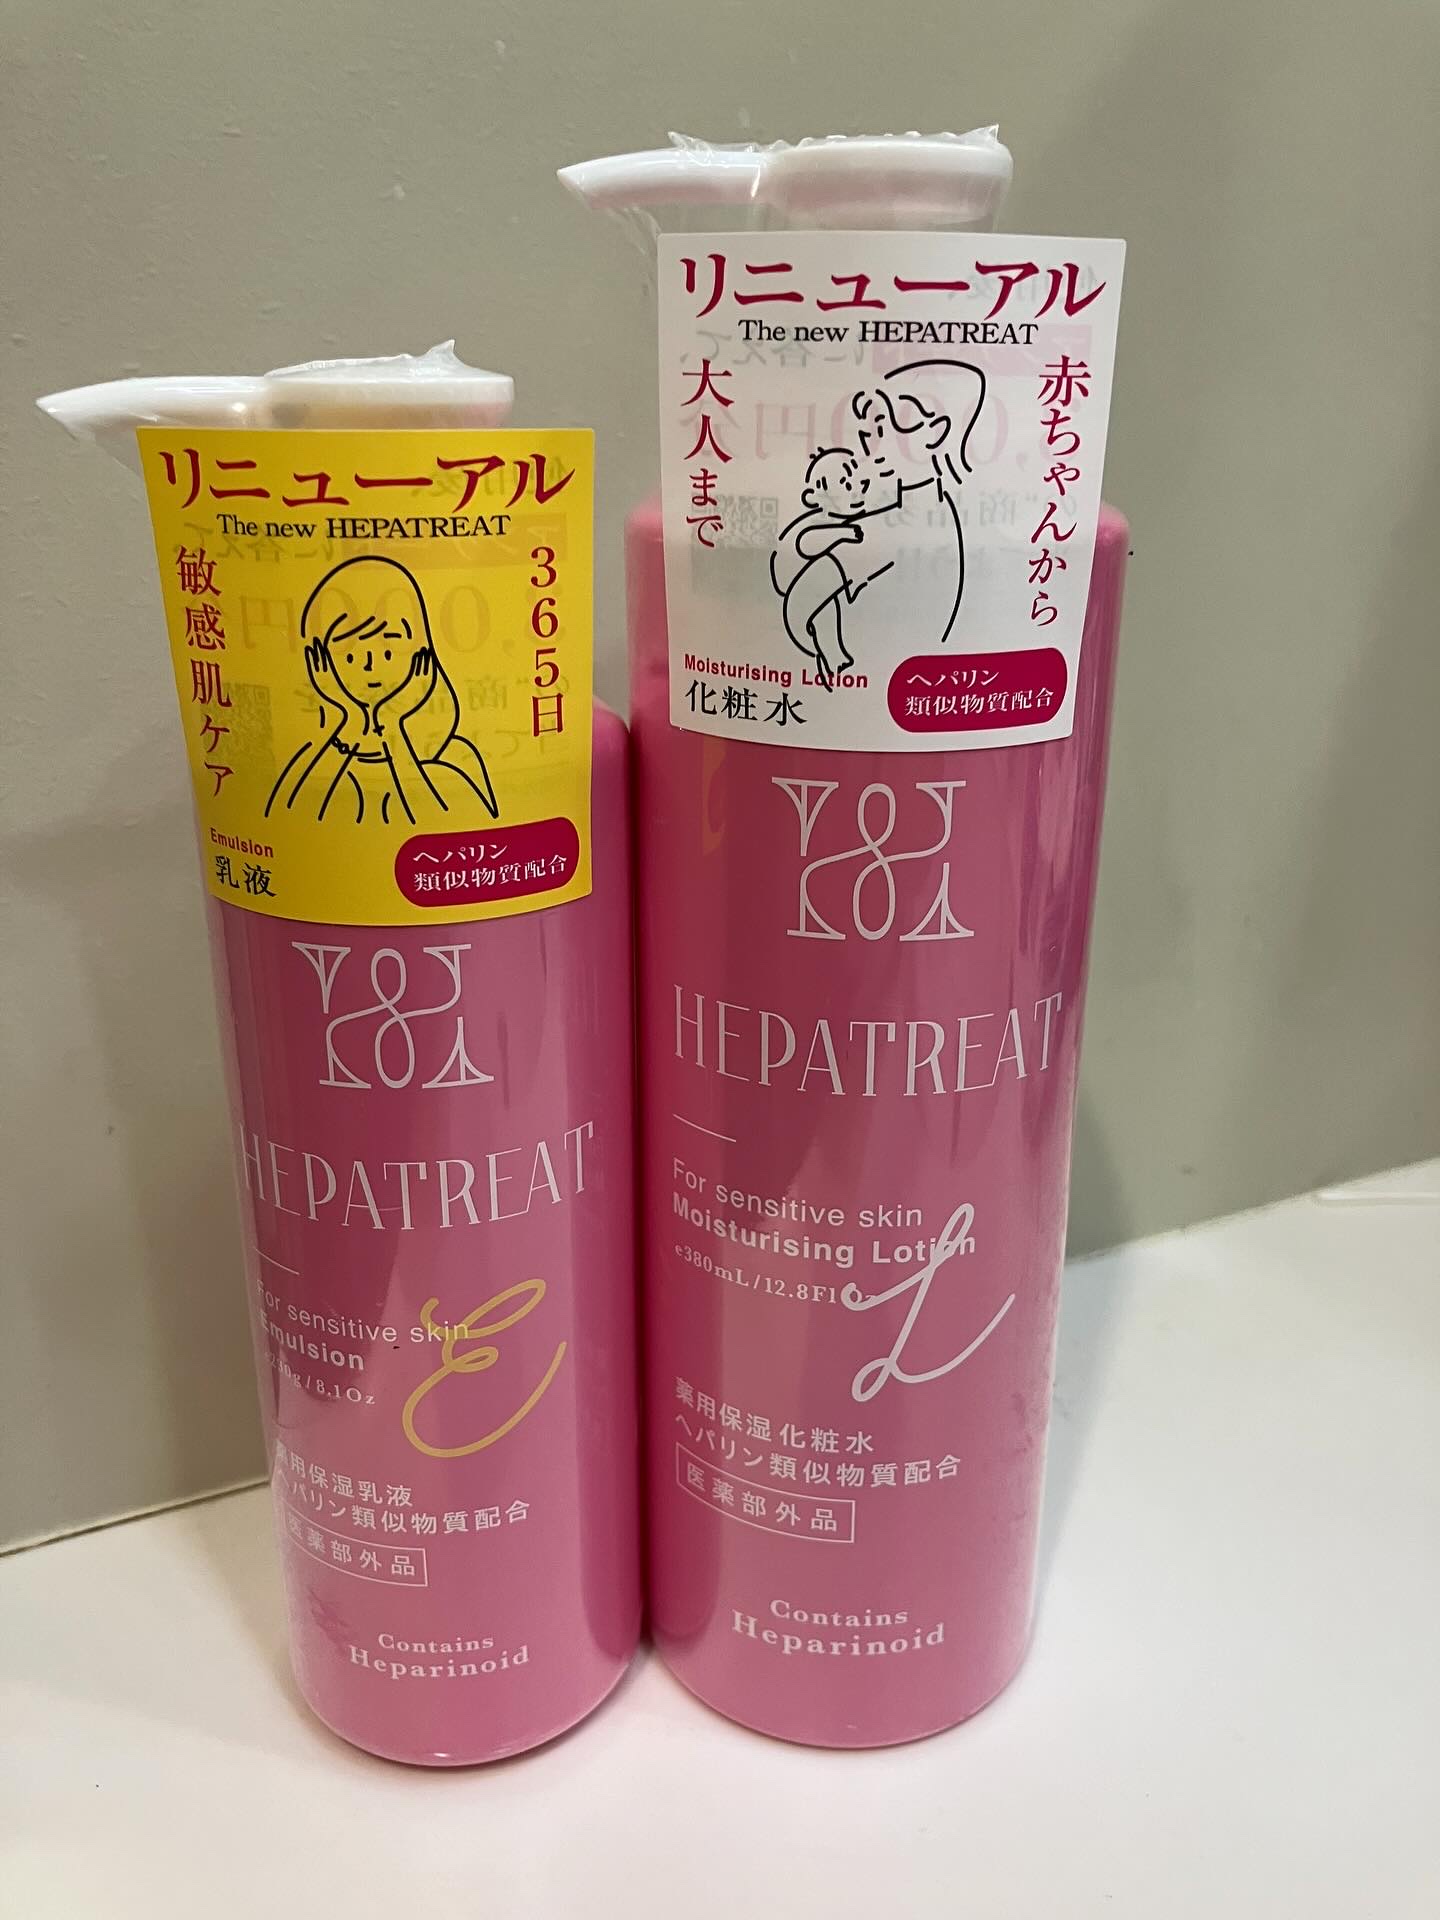 リニューアル
The new HEPATREAT
365日
敏感肌ケア
Emulsion
乳液
ヘパリン
類似物質配合
HEPATREAT
For sensitive skin
Emulsion
e230g/8.1Oz
薬用保湿乳液
ヘパリン類似物質配合
医薬部外品
Contains
Heparinoid
リニューアル
The new HEPATREAT
赤ちゃんから
大人まで
Moisturising Lotion
化粧水
ヘパリン
類似物質配合
HEPATREAT
For sensitive skin
Moisturising Lotion
e380mL/12.8Fl Oz
L
薬用保湿化粧水
ヘパリン類似物質配合
医薬部外品
Contains
Heparinoid